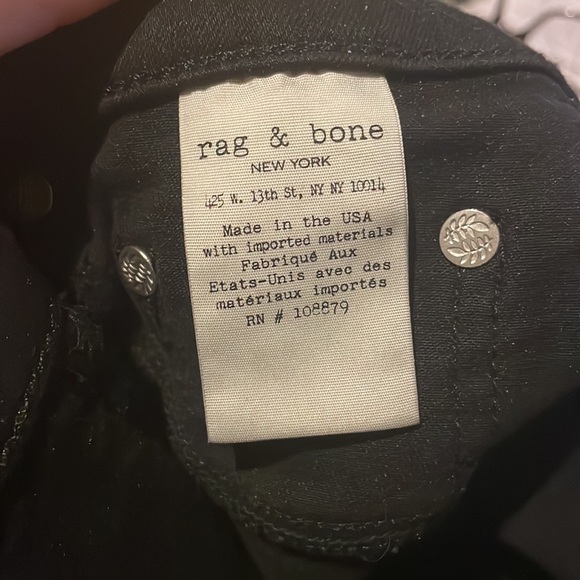 rag & bone
NEW YORK
425 W. 13th St, NY NY 10014
Made in the USA
with imported materials
Fabriqué Aux
Etats-Unis avec des
matériaux importés
RN # 108879